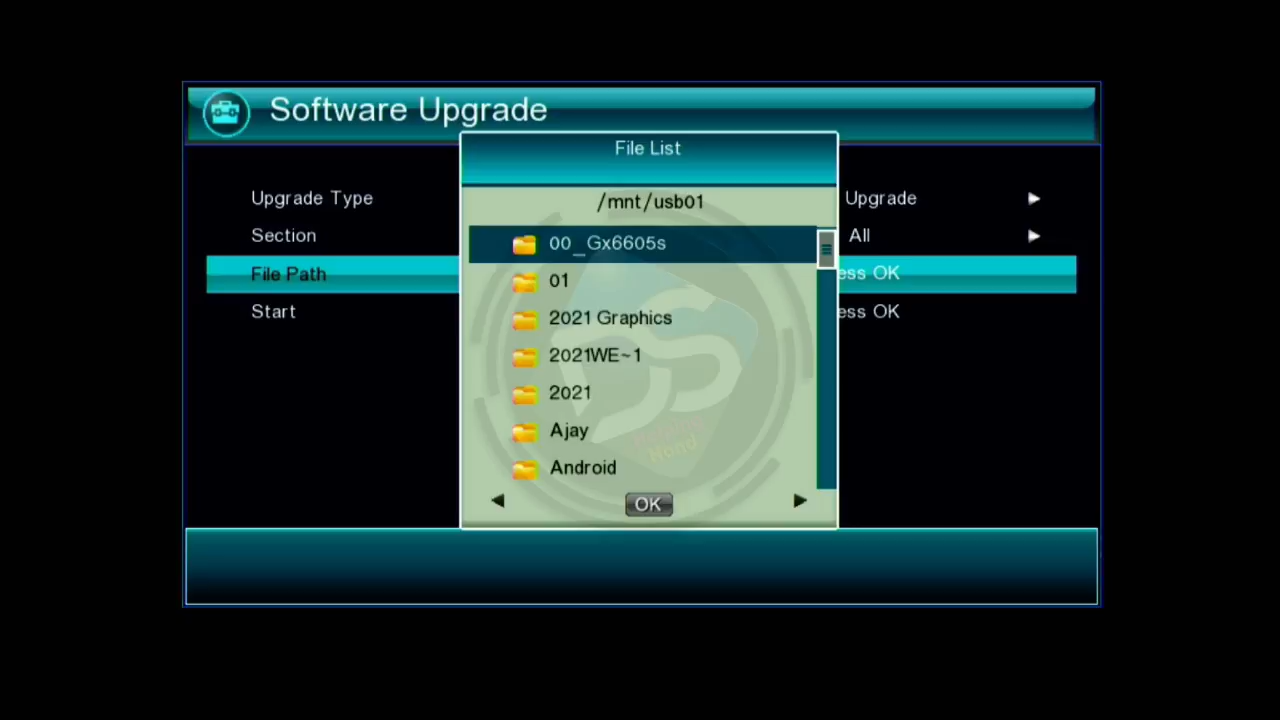 Software Upgrade
File List
/mnt/usb01
Upgrade Type
Upgrade
Section
All
File Path
ess OK
Start
ess OK
00_Gx6605s
01
2021 Graphics
2021WE~1
2021
Ajay
Android
OK
DS